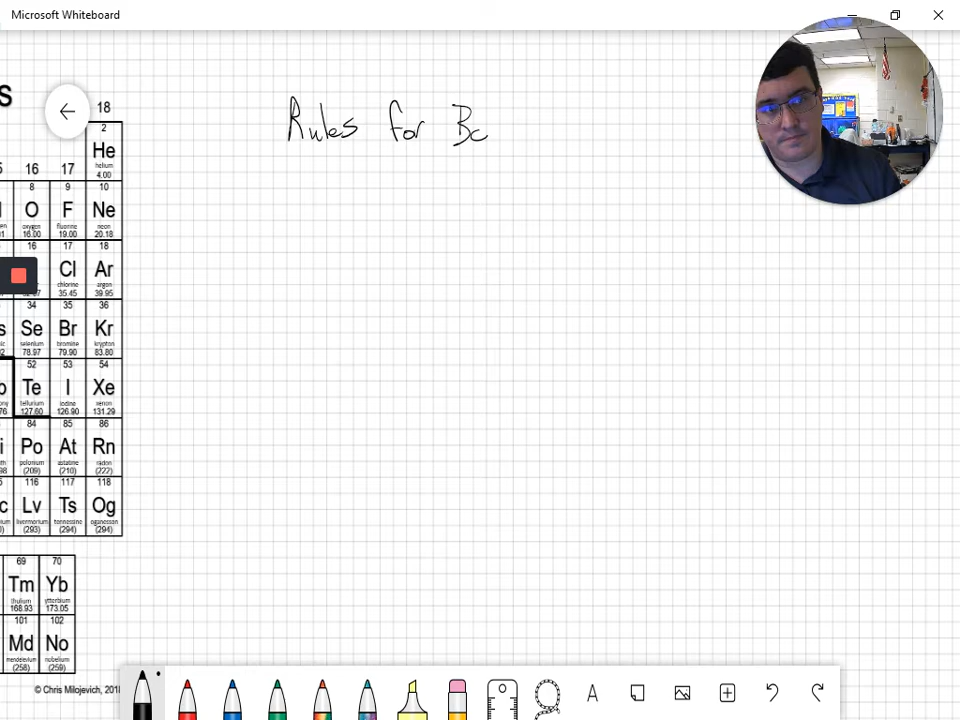 Microsoft Whiteboard
S
18
Rules for Bc
2
He
helium
4.00
16
17
8
O
oxygen
16.00
9
F
fluorine
19.00
10
Ne
neon
20.18
16
17
Cl
chlorine
35.45
18
Ar
argon
39.95
34
Se
selenium
78.97
35
Br
bromine
79.90
36
Kr
krypton
83.80
52
Te
tellurium
127.60
53
I
iodine
126.90
54
Xe
xenon
131.29
84
Po
polonium
(209)
85
At
astatine
(210)
86
Rn
radon
(222)
116
Lv
livermorium
(293)
117
Ts
tennessine
(294)
118
Og
oganesson
(294)
69
Tm
thulium
168.93
70
Yb
ytterbium
173.05
101
Md
mendelevium
(258)
102
No
nobelium
(259)
© Chris Milojevich, 201
A